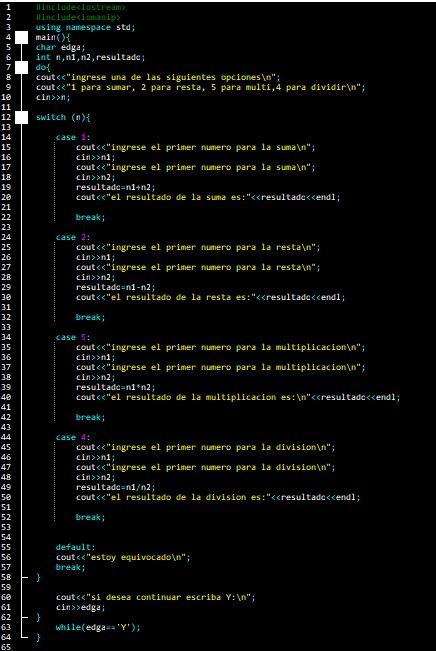 1 #include<iostream>
2 #include<iomanip>
3 using namespace std;
4 main(){
5 char edga;
6 int n,n1,n2,resultado;
7 do{
8 cout<<"ingrese una de las siguientes opciones\n";
9 cout<<"1 para sumar, 2 para resta, 5 para multi,4 para dividir\n";
10 cin>>n;
11
12 switch (n){
13
14 case 1:
15 cout<<"ingrese el primer numero para la suma\n";
16 cin>>n1;
17 cout<<"ingrese el primer numero para la suma\n";
18 cin>>n2;
19 resultado=n1+n2;
20 cout<<"el resultado de la suma es:"<<resultado<<endl;
21
22 break;
23
24 case 2:
25 cout<<"ingrese el primer numero para la resta\n";
26 cin>>n1;
27 cout<<"ingrese el primer numero para la resta\n";
28 cin>>n2;
29 resultado=n1-n2;
30 cout<<"el resultado de la resta es:"<<resultado<<endl;
31
32 break;
33
34 case 5:
35 cout<<"ingrese el primer numero para la multiplicacion\n";
36 cin>>n1;
37 cout<<"ingrese el primer numero para la multiplicacion\n";
38 cin>>n2;
39 resultado=n1*n2;
40 cout<<"el resultado de la multiplicacion es:\n"<<resultado<<endl;
41
42 break;
43
44 case 4:
45 cout<<"ingrese el primer numero para la division\n";
46 cin>>n1;
47 cout<<"ingrese el primer numero para la division\n";
48 cin>>n2;
49 resultado=n1/n2;
50 cout<<"el resultado de la division es:"<<resultado<<endl;
51
52 break;
53
54
55 default:
56 cout<<"estoy equivocado\n";
57 break;
58 }
59
60 cout<<"si desea continuar escriba Y:\n";
61 cin>>edga;
62 }
63 while(edga=='Y');
64 }
65